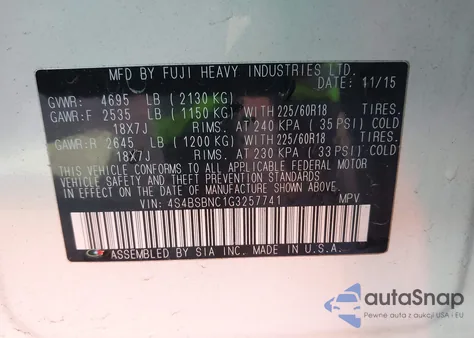 MFD BY FUJI HEAVY INDUSTRIES LTD. 11/15
GVWR: 4695 LB ( 2130 KG)
GAWR:F 2535 LB ( 1150 KG) WITH 225/60R18 TIRES.
18X7J RIMS. AT 240 KPA ( 35 PSI) COLD
GAWR:R 2645 LB ( 1200 KG) WITH 225/60R18 TIRES.
18X7J RIMS. AT 230 KPA ( 33 PSI) COLD
THIS VEHICLE CONFORMS TO ALL APPLICABLE FEDERAL MOTOR
VEHICLE SAFETY AND THEFT PREVENTION STANDARDS
IN EFFECT ON THE DATE OF MANUFACTURE SHOWN ABOVE.
VIN: 4S4BSBNC1G3257741 MPV
ASSEMBLED BY SIA INC. MADE IN U.S.A.
autoSnap
Pewne auta z aukcji USA i EU